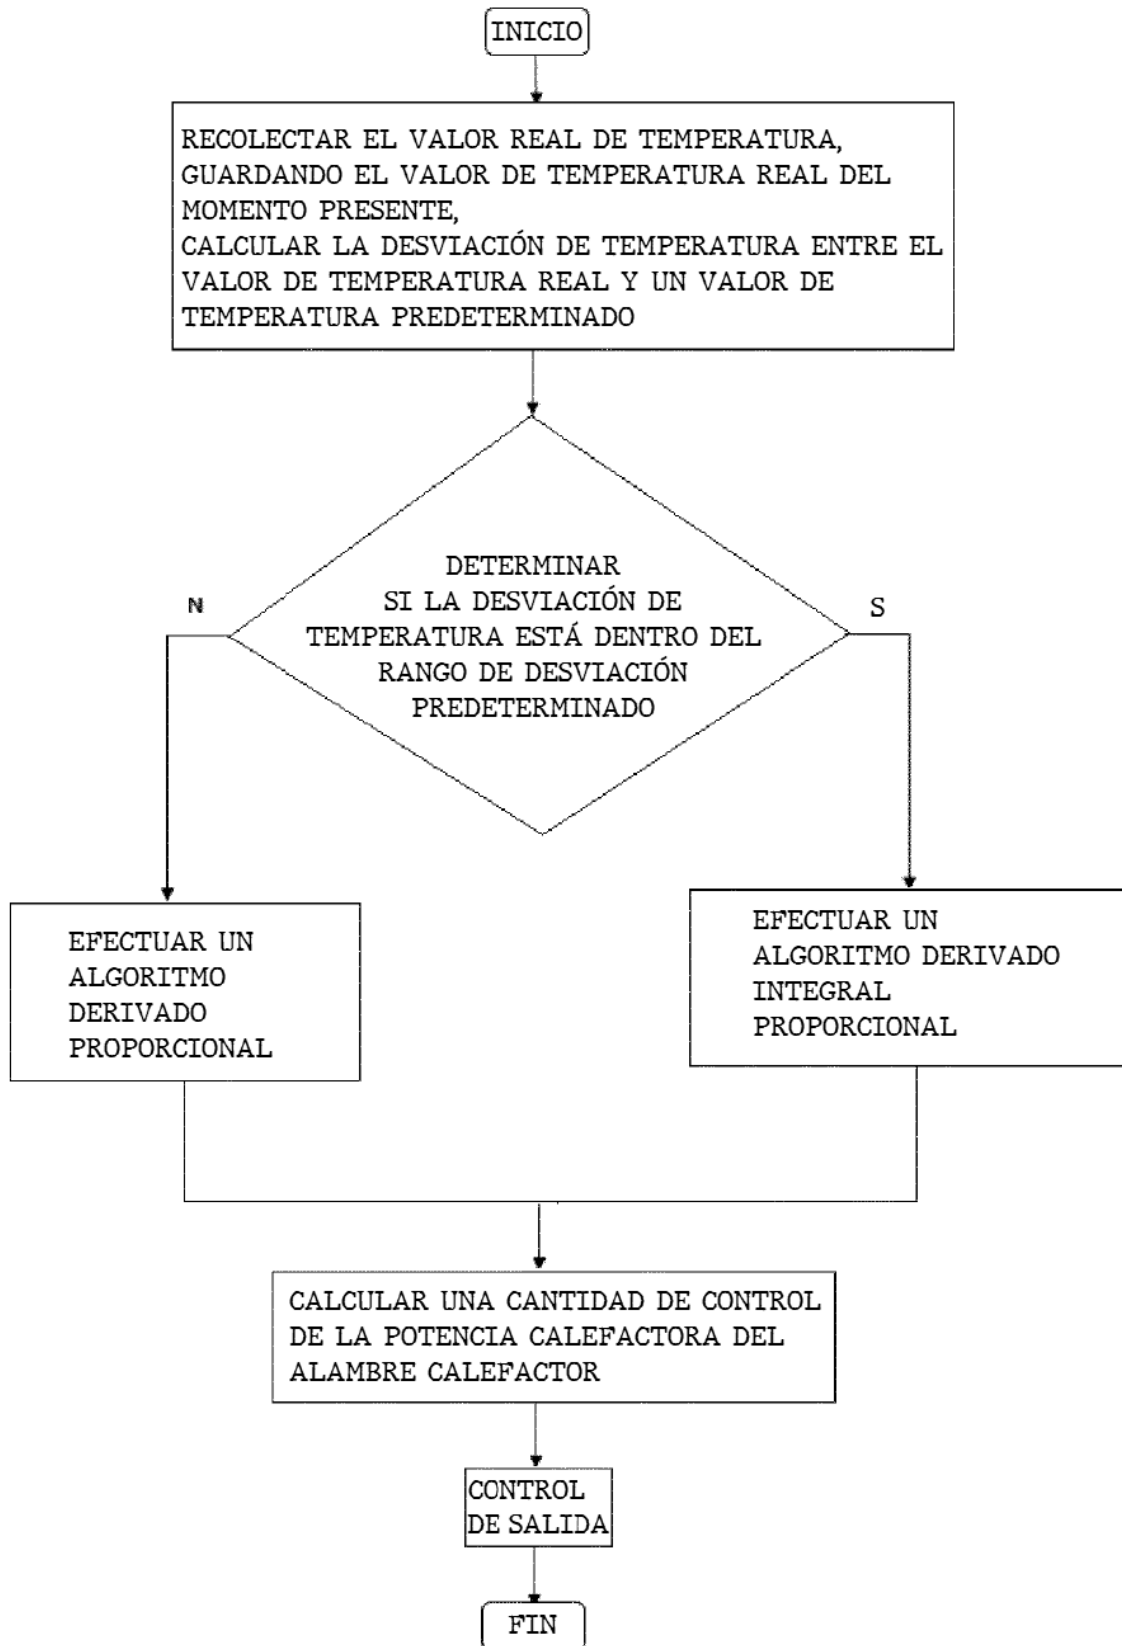 INICIO
RECOLECTAR EL VALOR REAL DE TEMPERATURA,
GUARDANDO EL VALOR DE TEMPERATURA REAL DEL
MOMENTO PRESENTE,
CALCULAR LA DESVIACIÓN DE TEMPERATURA ENTRE EL
VALOR DE TEMPERATURA REAL Y UN VALOR DE
TEMPERATURA PREDETERMINADO
DETERMINAR
SI LA DESVIACIÓN DE
TEMPERATURA ESTÁ DENTRO DEL
RANGO DE DESVIACIÓN
PREDETERMINADO
N
S
EFECTUAR UN
ALGORITMO
DERIVADO
PROPORCIONAL
EFECTUAR UN
ALGORITMO DERIVADO
INTEGRAL
PROPORCIONAL
CALCULAR UNA CANTIDAD DE CONTROL
DE LA POTENCIA CALEFACTORA DEL
ALAMBRE CALEFACTOR
CONTROL
DE SALIDA
FIN